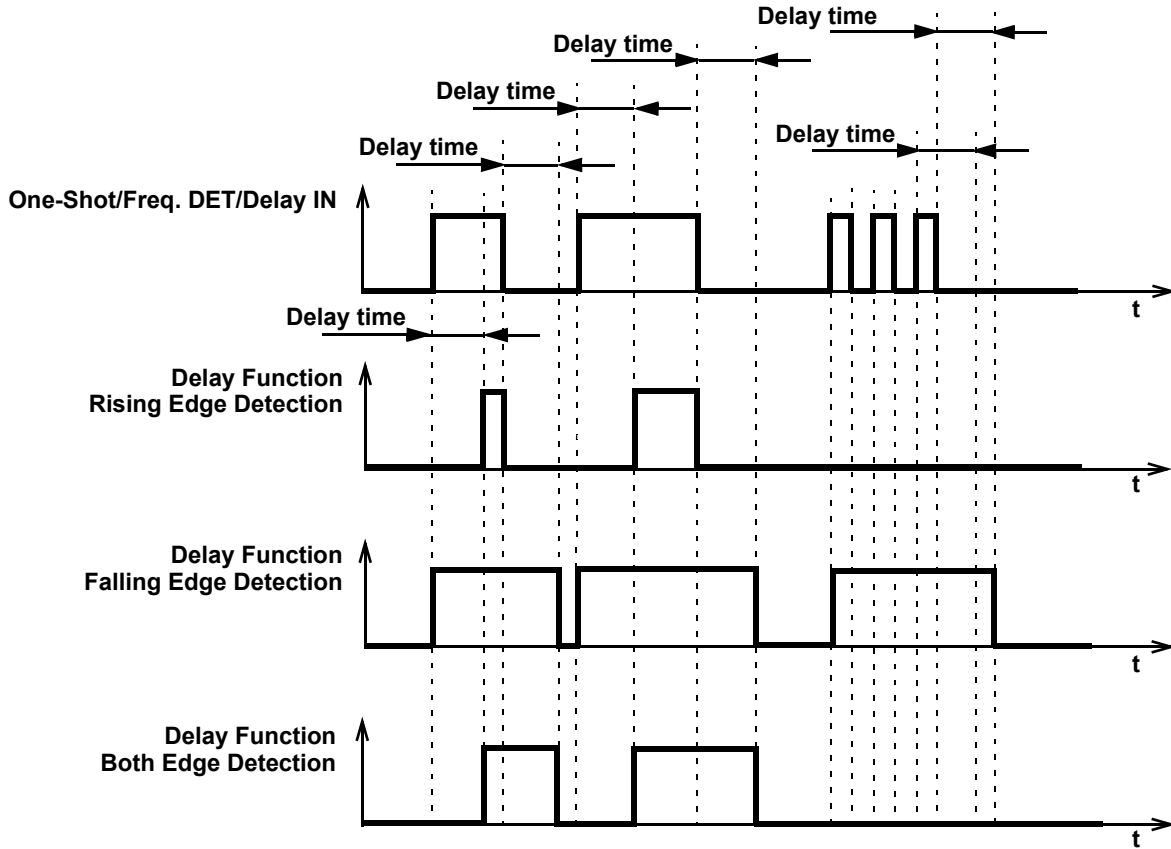 Delay time
Delay time
Delay time
Delay time
Delay time
One-Shot/Freq. DET/Delay IN
t
Delay time
Delay Function
Rising Edge Detection
t
Delay Function
Falling Edge Detection
t
Delay Function
Both Edge Detection
t